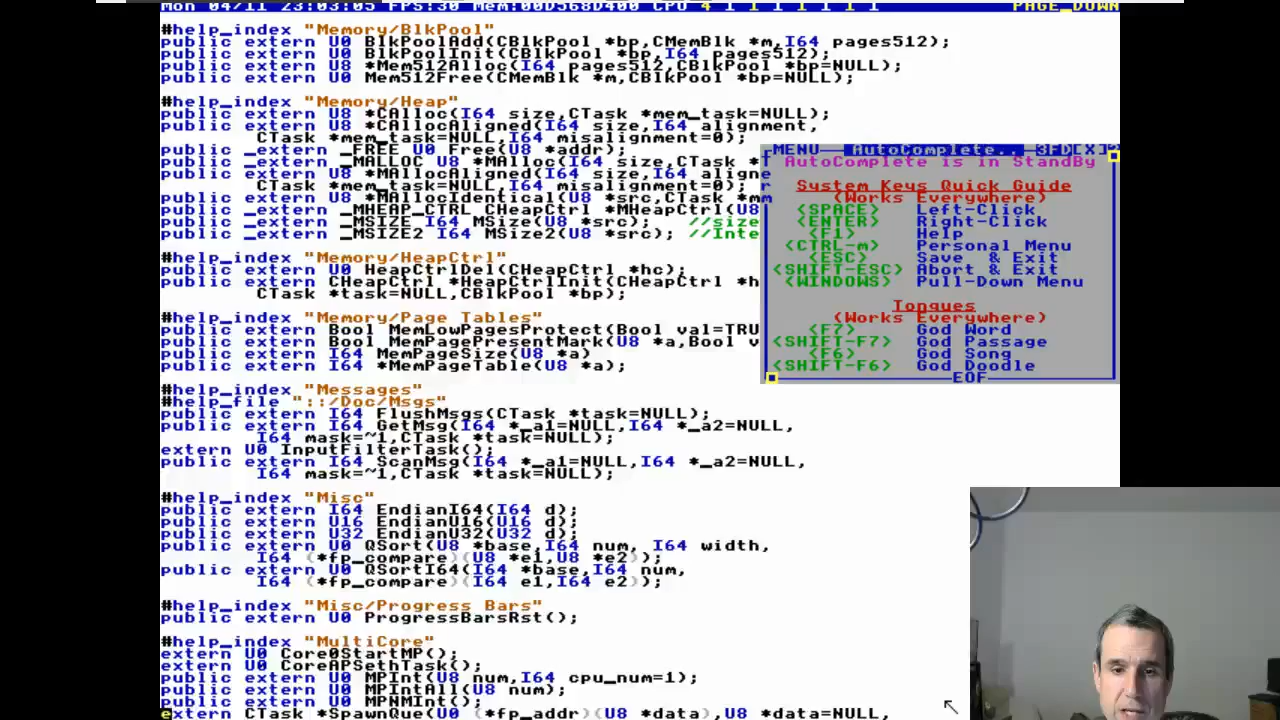 Mon 04/11 23:03:05 FPS:30 Mem:00D568D400 CPU 4 1 1 1 1 1 1 1 PAGE_DOWN
#help_index "Memory/BlkPool"
public extern U0 BlkPoolAdd(CBlkPool *bp,CMemBlk *m,I64 pages512);
public extern U0 BlkPoolInit(CBlkPool *bp,I64 pages512);
public extern U8 *Mem512Alloc(I64 pages512,CBlkPool *bp=NULL);
public extern U0 Mem512Free(CMemBlk *m,CBlkPool *bp=NULL);
#help_index "Memory/Heap"
public extern U8 *CAlloc(I64 size,CTask *mem_task=NULL);
public extern U8 *CAllocAligned(I64 size,I64 alignment,
CTask *mem_task=NULL,I64 misalignment=0);
public _extern _FREE U0 Free(U8 *addr);
public _extern _MALLOC U8 *MAlloc(I64 size,CTask *
public extern U8 *MAllocAligned(I64 size,I64 aligne
CTask *mem_task=NULL,I64 misalignment=0);
public extern U8 *MAllocIdentical(U8 *src,CTask *mm
public _extern _MHEAP_CTRL CHeapCtrl *MHeapCtrl(U8
public _extern _MSIZE I64 MSize(U8 *src); //size
public _extern _MSIZE2 I64 MSize2(U8 *src); //Inte
#help_index "Memory/HeapCtrl"
public extern U0 HeapCtrlDel(CHeapCtrl *hc);
public extern CHeapCtrl *HeapCtrlInit(CHeapCtrl *h
CTask *task=NULL,CBlkPool *bp);
#help_index "Memory/Page Tables"
public extern Bool MemLowPagesProtect(Bool val=TRU
public extern Bool MemPagePresentMark(U8 *a,Bool v
public extern I64 MemPageSize(U8 *a)
public extern I64 *MemPageTable(U8 *a);
#help_index "Messages"
#help_file "::/Doc/Msgs"
public extern I64 FlushMsgs(CTask *task=NULL);
public extern I64 GetMsg(I64 *_a1=NULL,I64 *_a2=NULL,
I64 mask=~1,CTask *task=NULL);
extern U0 InputFilterTask();
public extern I64 ScanMsg(I64 *_a1=NULL,I64 *_a2=NULL,
I64 mask=~1,CTask *task=NULL);
#help_index "Misc"
public extern I64 EndianI64(I64 d);
public extern U16 EndianU16(U16 d);
public extern U32 EndianU32(U32 d);
public extern U0 QSort(U8 *base,I64 num, I64 width,
I64 (*fp_compare)(U8 *e1,U8 *e2));
public extern U0 QSortI64(I64 *base,I64 num,
I64 (*fp_compare)(I64 e1,I64 e2));
#help_index "Misc/Progress Bars"
public extern U0 ProgressBarsRst();
#help_index "MultiCore"
extern U0 Core0StartMP();
extern U0 CoreAPSethTask();
public extern U0 MPInt(U8 num,I64 cpu_num=1);
public extern U0 MPIntAll(U8 num);
public extern U0 MPNMInt();
extern CTask *SpawnQue(U0 (*fp_addr)(U8 *data),U8 *data=NULL,
MENU AutoComplete.. 3FD[X]
AutoComplete is in StandBy
System Keys Quick Guide
(Works Everywhere)
<SPACE> Left-Click
<ENTER> Right-Click
<F1> Help
<CTRL-m> Personal Menu
<ESC> Save & Exit
<SHIFT-ESC> Abort & Exit
<WINDOWS> Pull-Down Menu
Tongues
(Works Everywhere)
<F7> God Word
<SHIFT-F7> God Passage
<F6> God Song
<SHIFT-F6> God Doodle
EOF